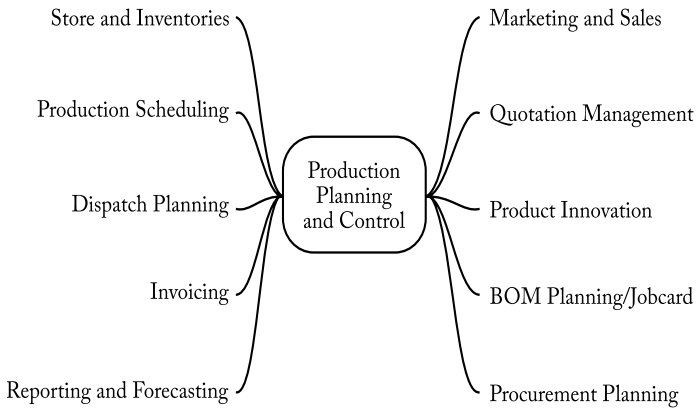 Store and Inventories
Production Scheduling
Dispatch Planning
Invoicing
Reporting and Forecasting
Production
Planning
and Control
Marketing and Sales
Quotation Management
Product Innovation
BOM Planning/Jobcard
Procurement Planning